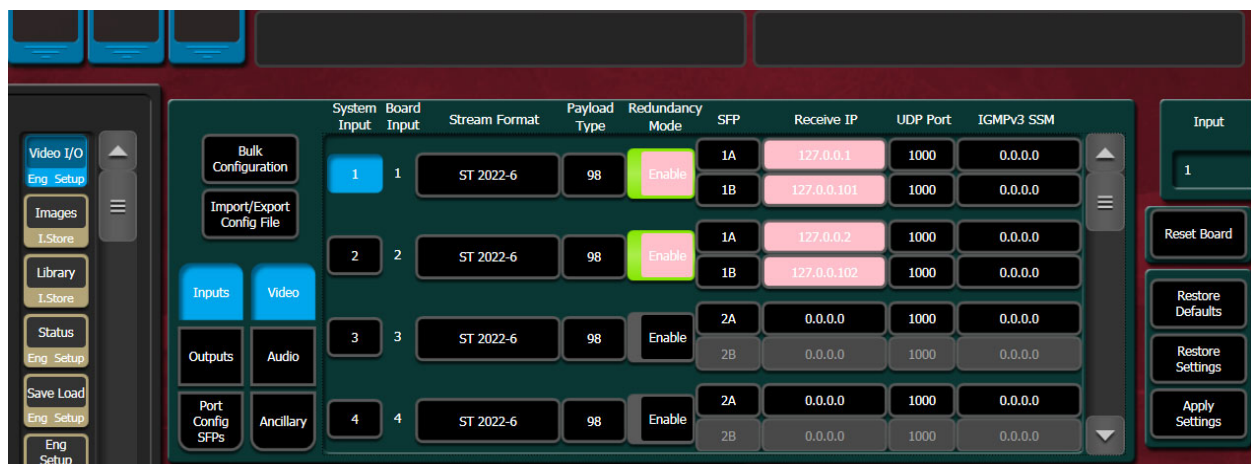 System Board Payload Redundancy
Input Input Stream Format Type Mode SFP Receive IP UDP Port IGMPv3 SSM
Input
Video I/O
Eng Setup
Images
I.Store
Library
I.Store
Status
Eng Setup
Save Load
Eng Setup
Eng
Setup
Bulk
Configuration
Import/Export
Config File
Inputs Video
Outputs Audio
Port
Config
SFPs
Ancillary
1 1 ST 2022-6 98 Enable
1A 127.0.0.1 1000 0.0.0.0
1B 127.0.0.101 1000 0.0.0.0
2 2 ST 2022-6 98 Enable
1A 127.0.0.2 1000 0.0.0.0
1B 127.0.0.102 1000 0.0.0.0
3 3 ST 2022-6 98 Enable
2A 0.0.0.0 1000 0.0.0.0
2B 0.0.0.0 1000 0.0.0.0
4 4 ST 2022-6 98 Enable
2A 0.0.0.0 1000 0.0.0.0
2B 0.0.0.0 1000 0.0.0.0
1
Reset Board
Restore
Defaults
Restore
Settings
Apply
Settings